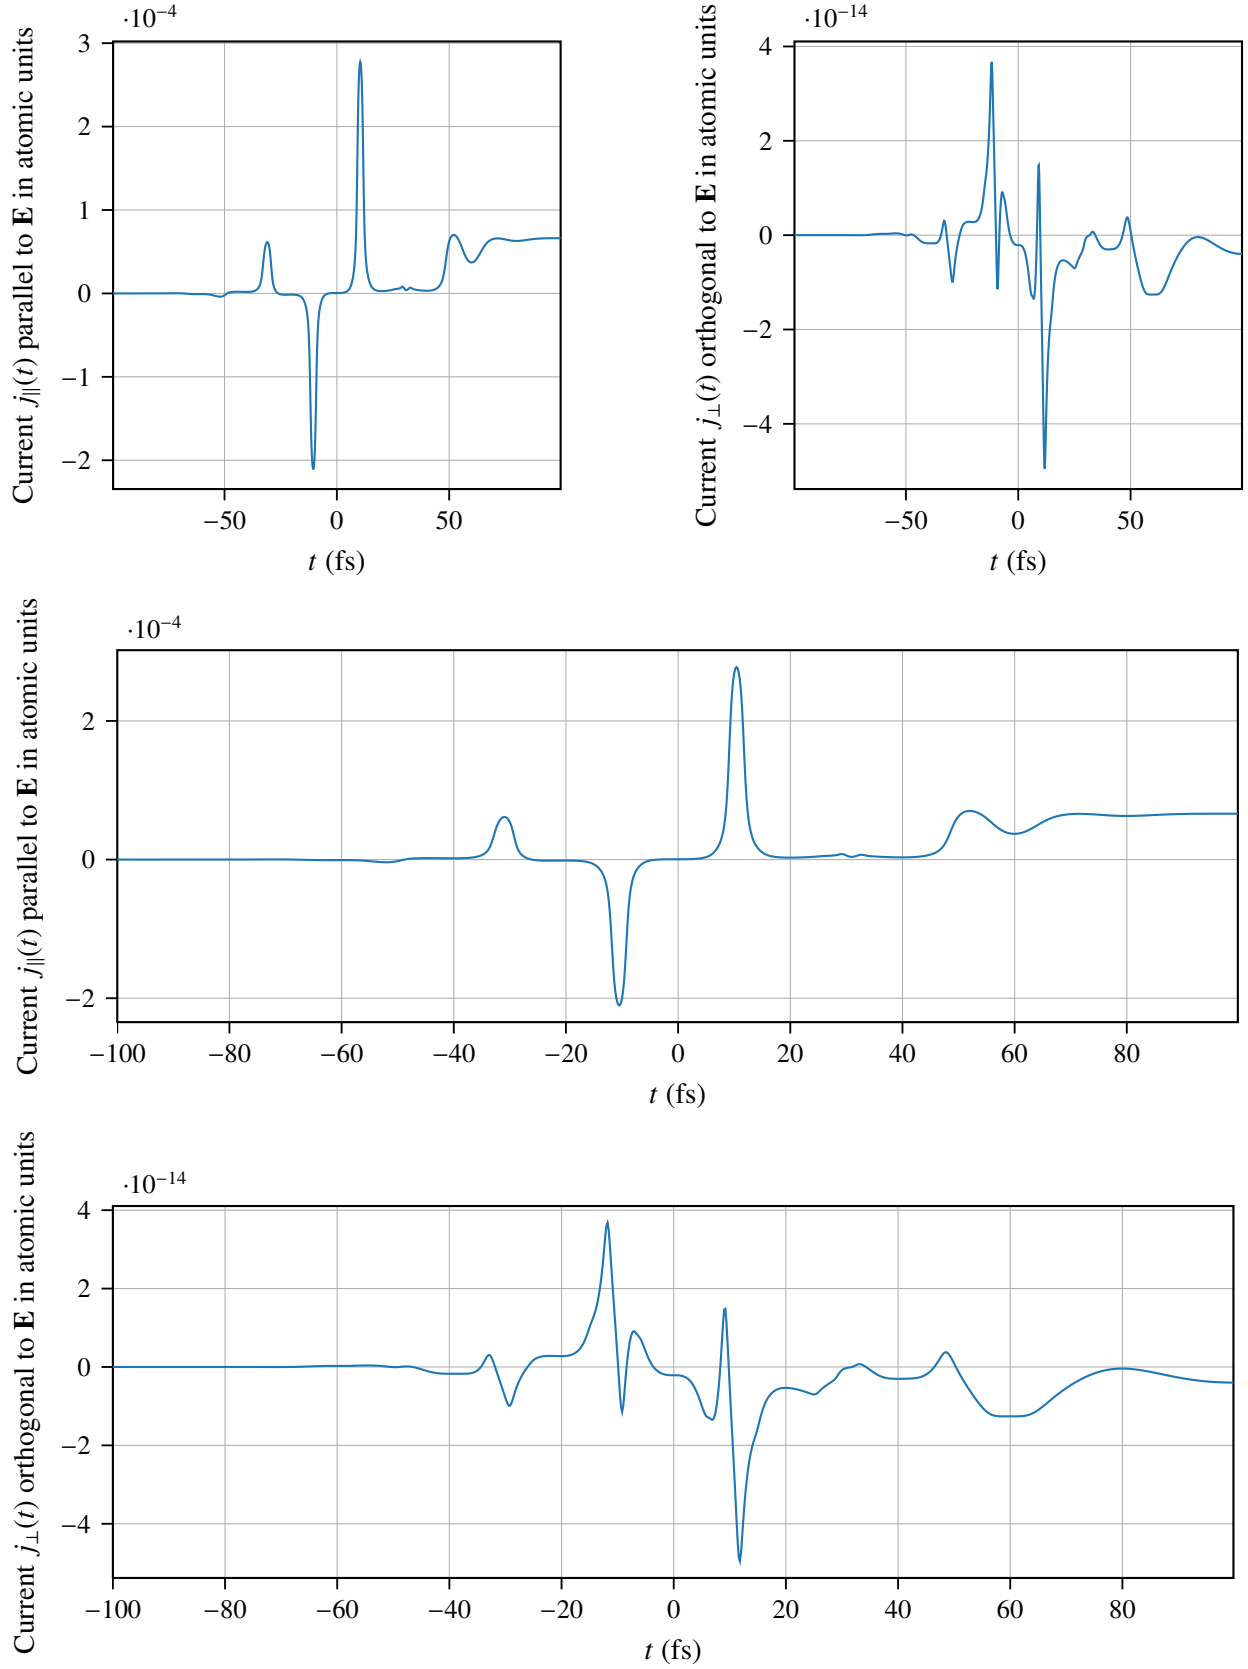 ·10−4
Current j∥(t) parallel to E in atomic units
3
2
1
0
−1
−2
−50 0 50
t (fs)
·10−14
Current j⊥(t) orthogonal to E in atomic units
4
2
0
−2
−4
−50 0 50
t (fs)
·10−4
Current j∥(t) parallel to E in atomic units
2
0
−2
−100 −80 −60 −40 −20 0 20 40 60 80
t (fs)
·10−14
Current j⊥(t) orthogonal to E in atomic units
4
2
0
−2
−4
−100 −80 −60 −40 −20 0 20 40 60 80
t (fs)